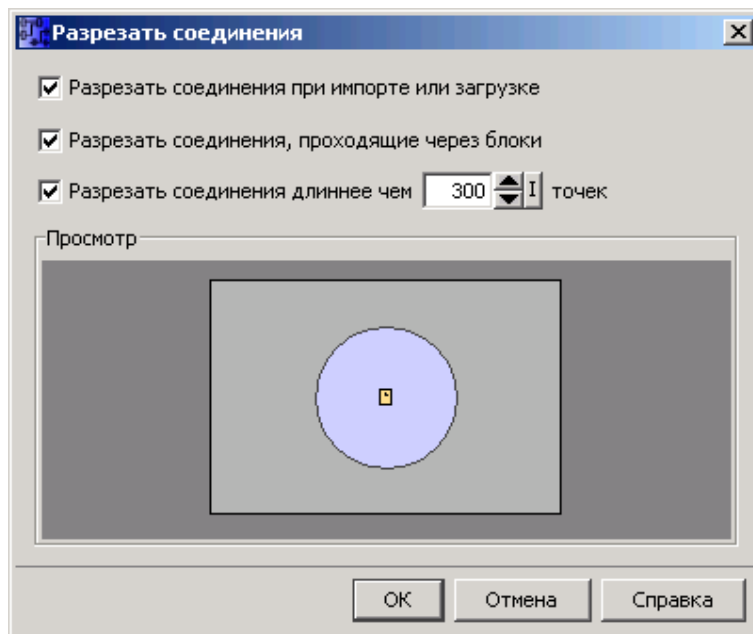 Разрезать соединения
Разрезать соединения при импорте или загрузке
Разрезать соединения, проходящие через блоки
Разрезать соединения длиннее чем 300 I точек
Просмотр
ОК Отмена Справка